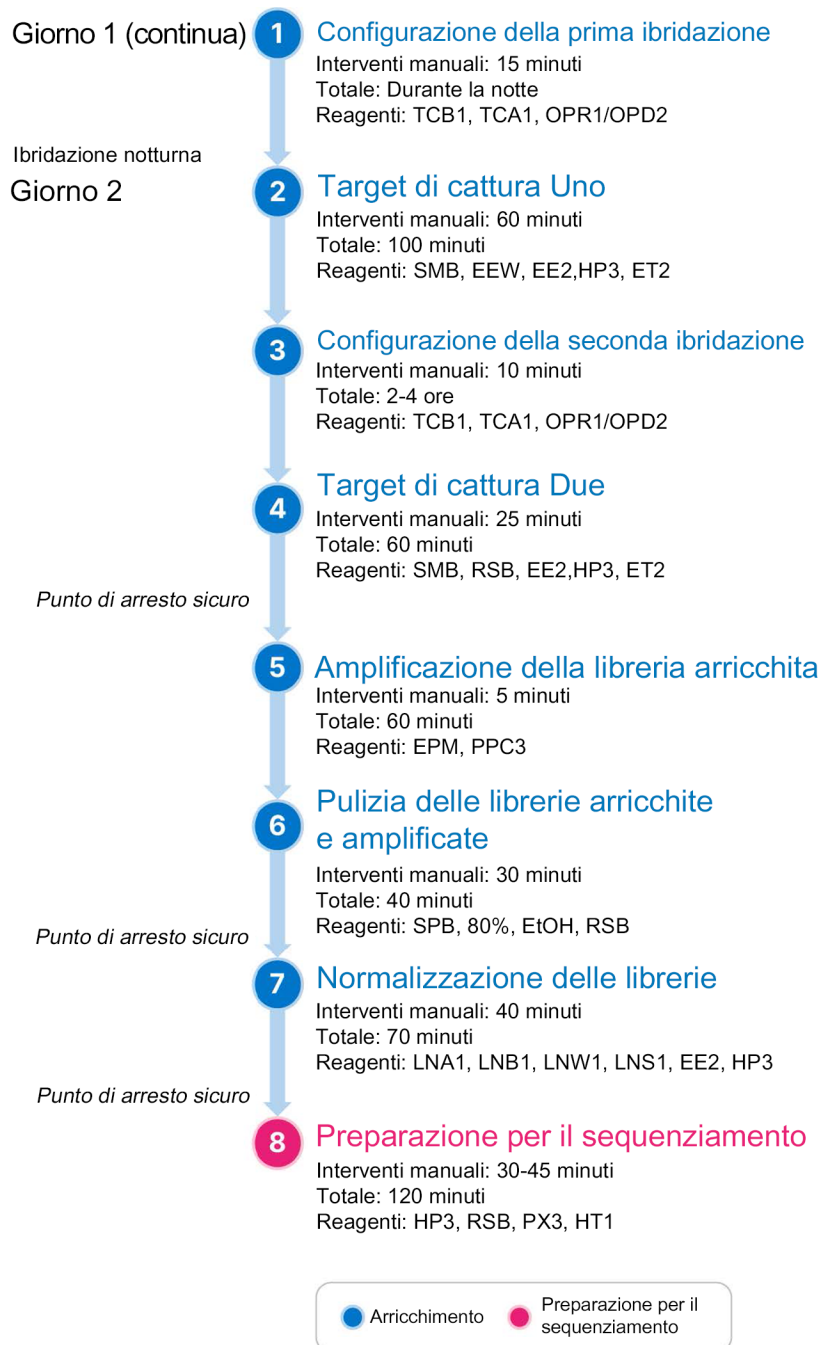 Giorno 1 (continua)
1
Configurazione della prima ibridazione
Interventi manuali: 15 minuti
Totale: Durante la notte
Reagenti: TCB1, TCA1, OPR1/OPD2
Ibridazione notturna
Giorno 2
2
Target di cattura Uno
Interventi manuali: 60 minuti
Totale: 100 minuti
Reagenti: SMB, EEW, EE2,HP3, ET2
3
Configurazione della seconda ibridazione
Interventi manuali: 10 minuti
Totale: 2-4 ore
Reagenti: TCB1, TCA1, OPR1/OPD2
4
Target di cattura Due
Interventi manuali: 25 minuti
Totale: 60 minuti
Reagenti: SMB, RSB, EE2,HP3, ET2
Punto di arresto sicuro
5
Amplificazione della libreria arricchita
Interventi manuali: 5 minuti
Totale: 60 minuti
Reagenti: EPM, PPC3
6
Pulizia delle librerie arricchite
e amplificate
Interventi manuali: 30 minuti
Totale: 40 minuti
Reagenti: SPB, 80%, EtOH, RSB
Punto di arresto sicuro
7
Normalizzazione delle librerie
Interventi manuali: 40 minuti
Totale: 70 minuti
Reagenti: LNA1, LNB1, LNW1, LNS1, EE2, HP3
Punto di arresto sicuro
8
Preparazione per il sequenziamento
Interventi manuali: 30-45 minuti
Totale: 120 minuti
Reagenti: HP3, RSB, PX3, HT1
Arricchimento
Preparazione per il
sequenziamento